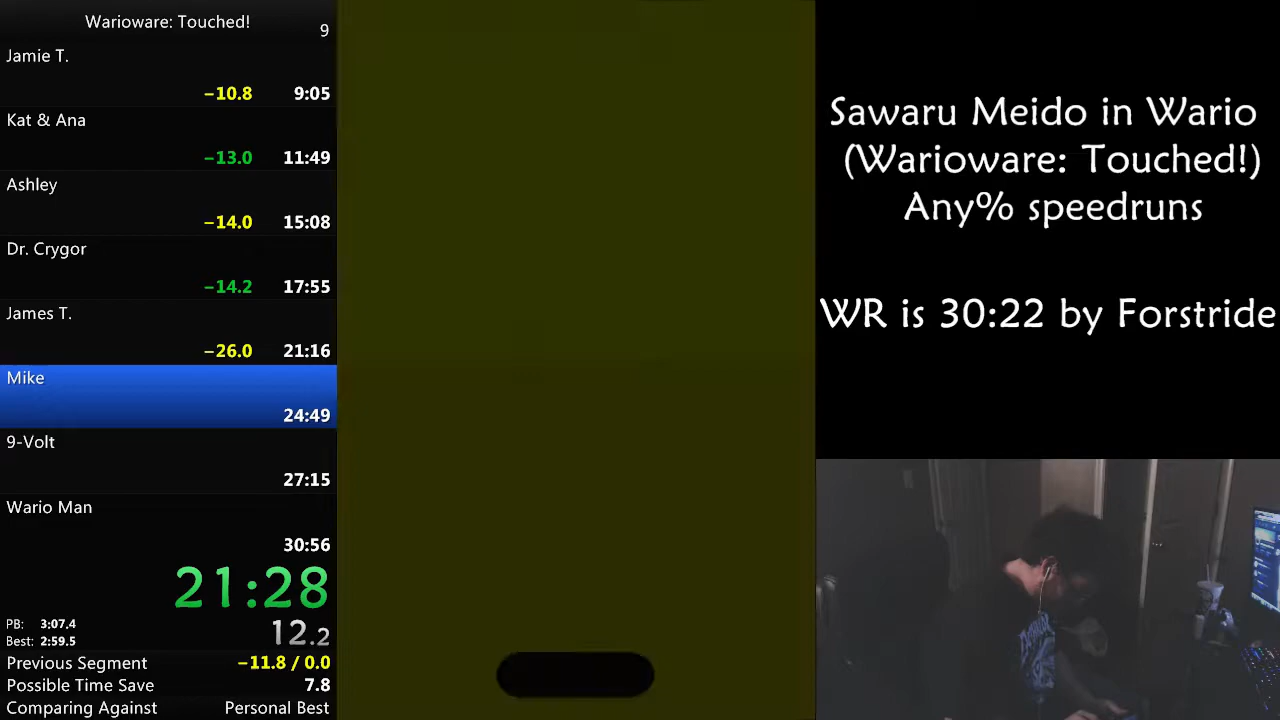 Warioware: Touched!
9
Jamie T.
−10.8 9:05
Kat & Ana
−13.0 11:49
Ashley
−14.0 15:08
Dr. Crygor
−14.2 17:55
James T.
−26.0 21:16
Mike
24:49
9-Volt
27:15
Wario Man
30:56
21:28
PB: 3:07.4
Best: 2:59.5
12.2
Previous Segment −11.8 / 0.0
Possible Time Save 7.8
Comparing Against Personal Best
Sawaru Meido in Wario
(Warioware: Touched!)
Any% speedruns
WR is 30:22 by Forstride